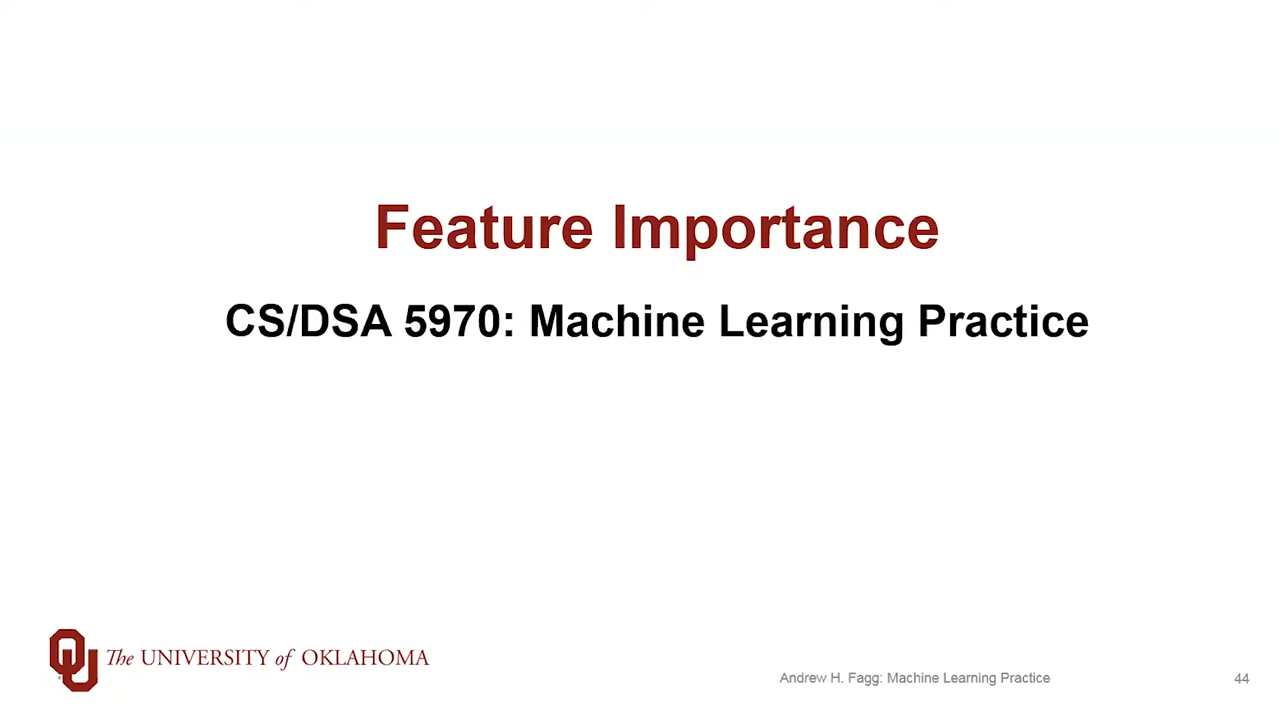 Feature Importance
CS/DSA 5970: Machine Learning Practice
The UNIVERSITY of OKLAHOMA
Andrew H. Fagg: Machine Learning Practice
44